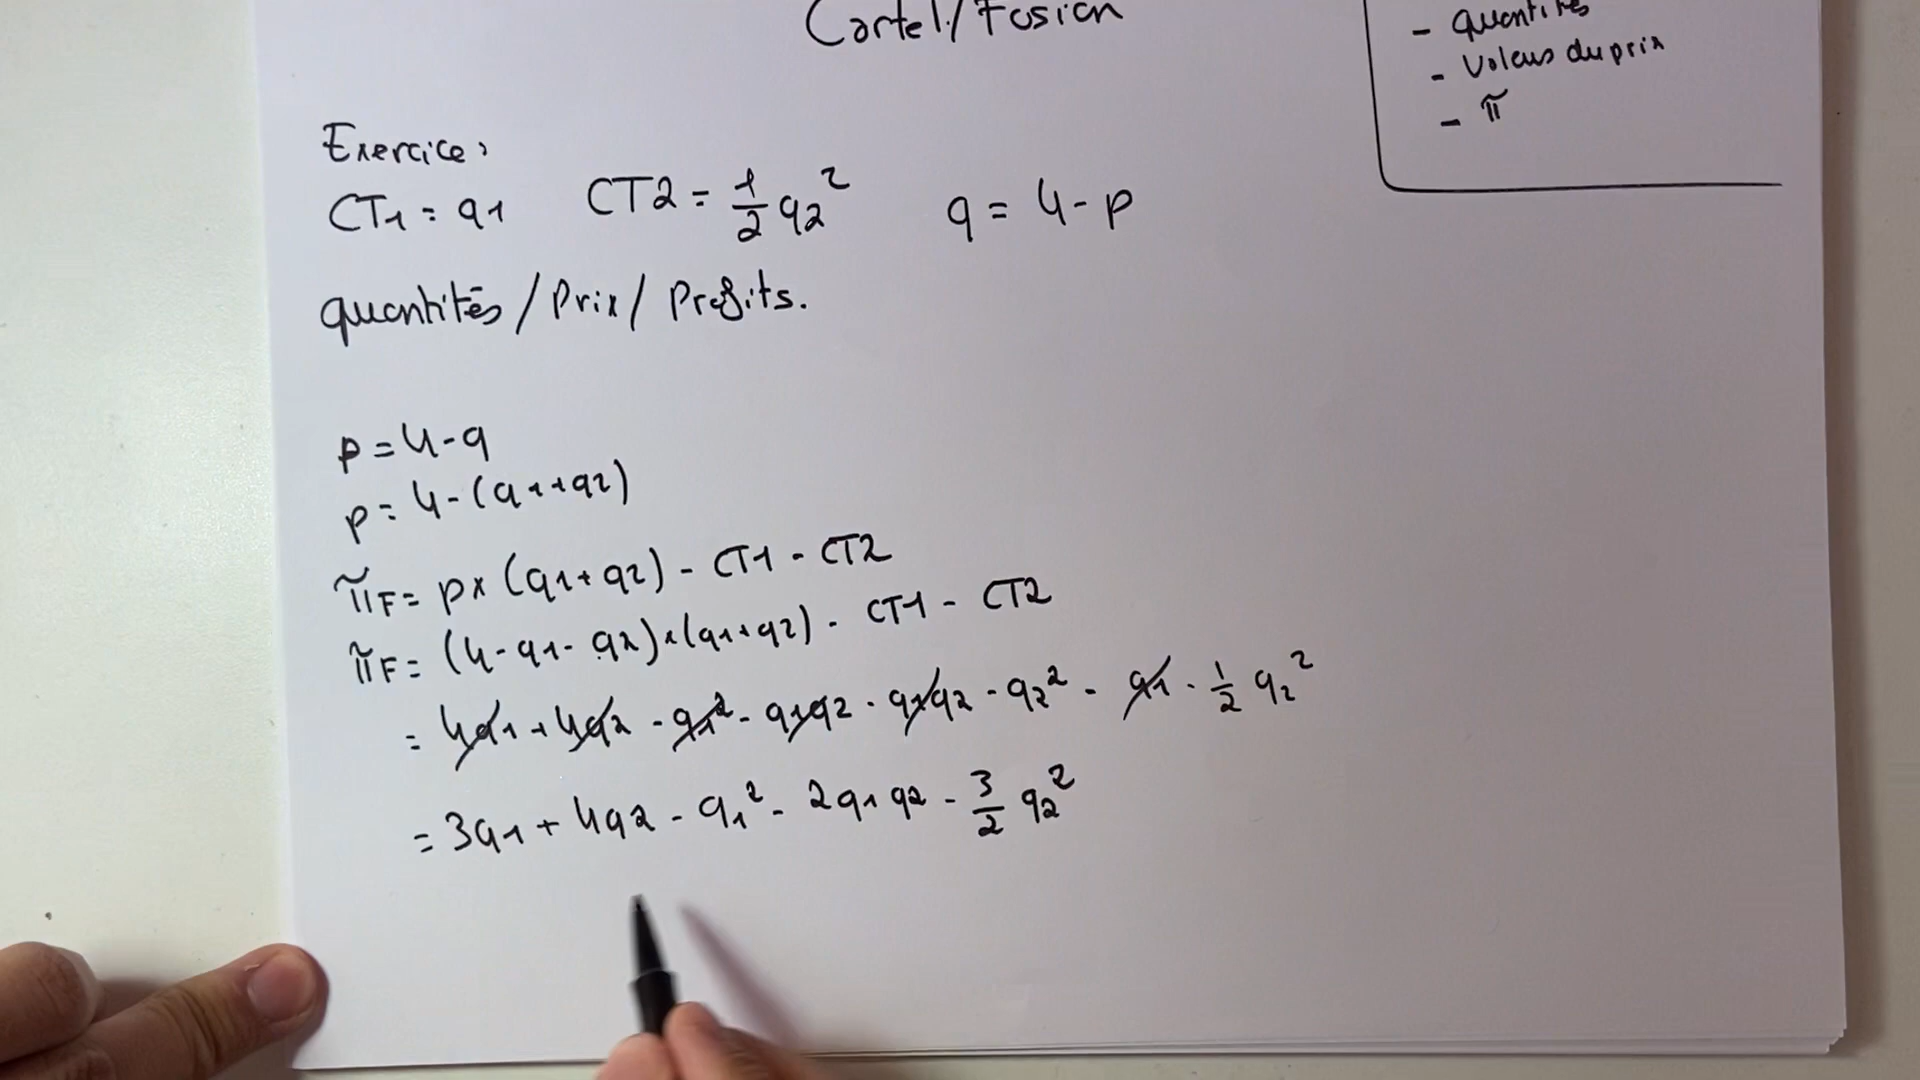 Cartel/Fusion
- quantités
- Valeurs du prix
- π
Exercice:
CT1 = q1 CT2 = 1/2 q2² q = 4 - p
quantités / Prix / Profits.
p = 4 - q
p = 4 - (q1 + q2)
πF = p x (q1 + q2) - CT1 - CT2
πF = (4 - q1 - q2) x (q1 + q2) - CT1 - CT2
= 4q1 + 4q2 - q1² - q1q2 - q1q2 - q2² - q1 - 1/2 q2²
= 3q1 + 4q2 - q1² - 2q1q2 - 3/2 q2²